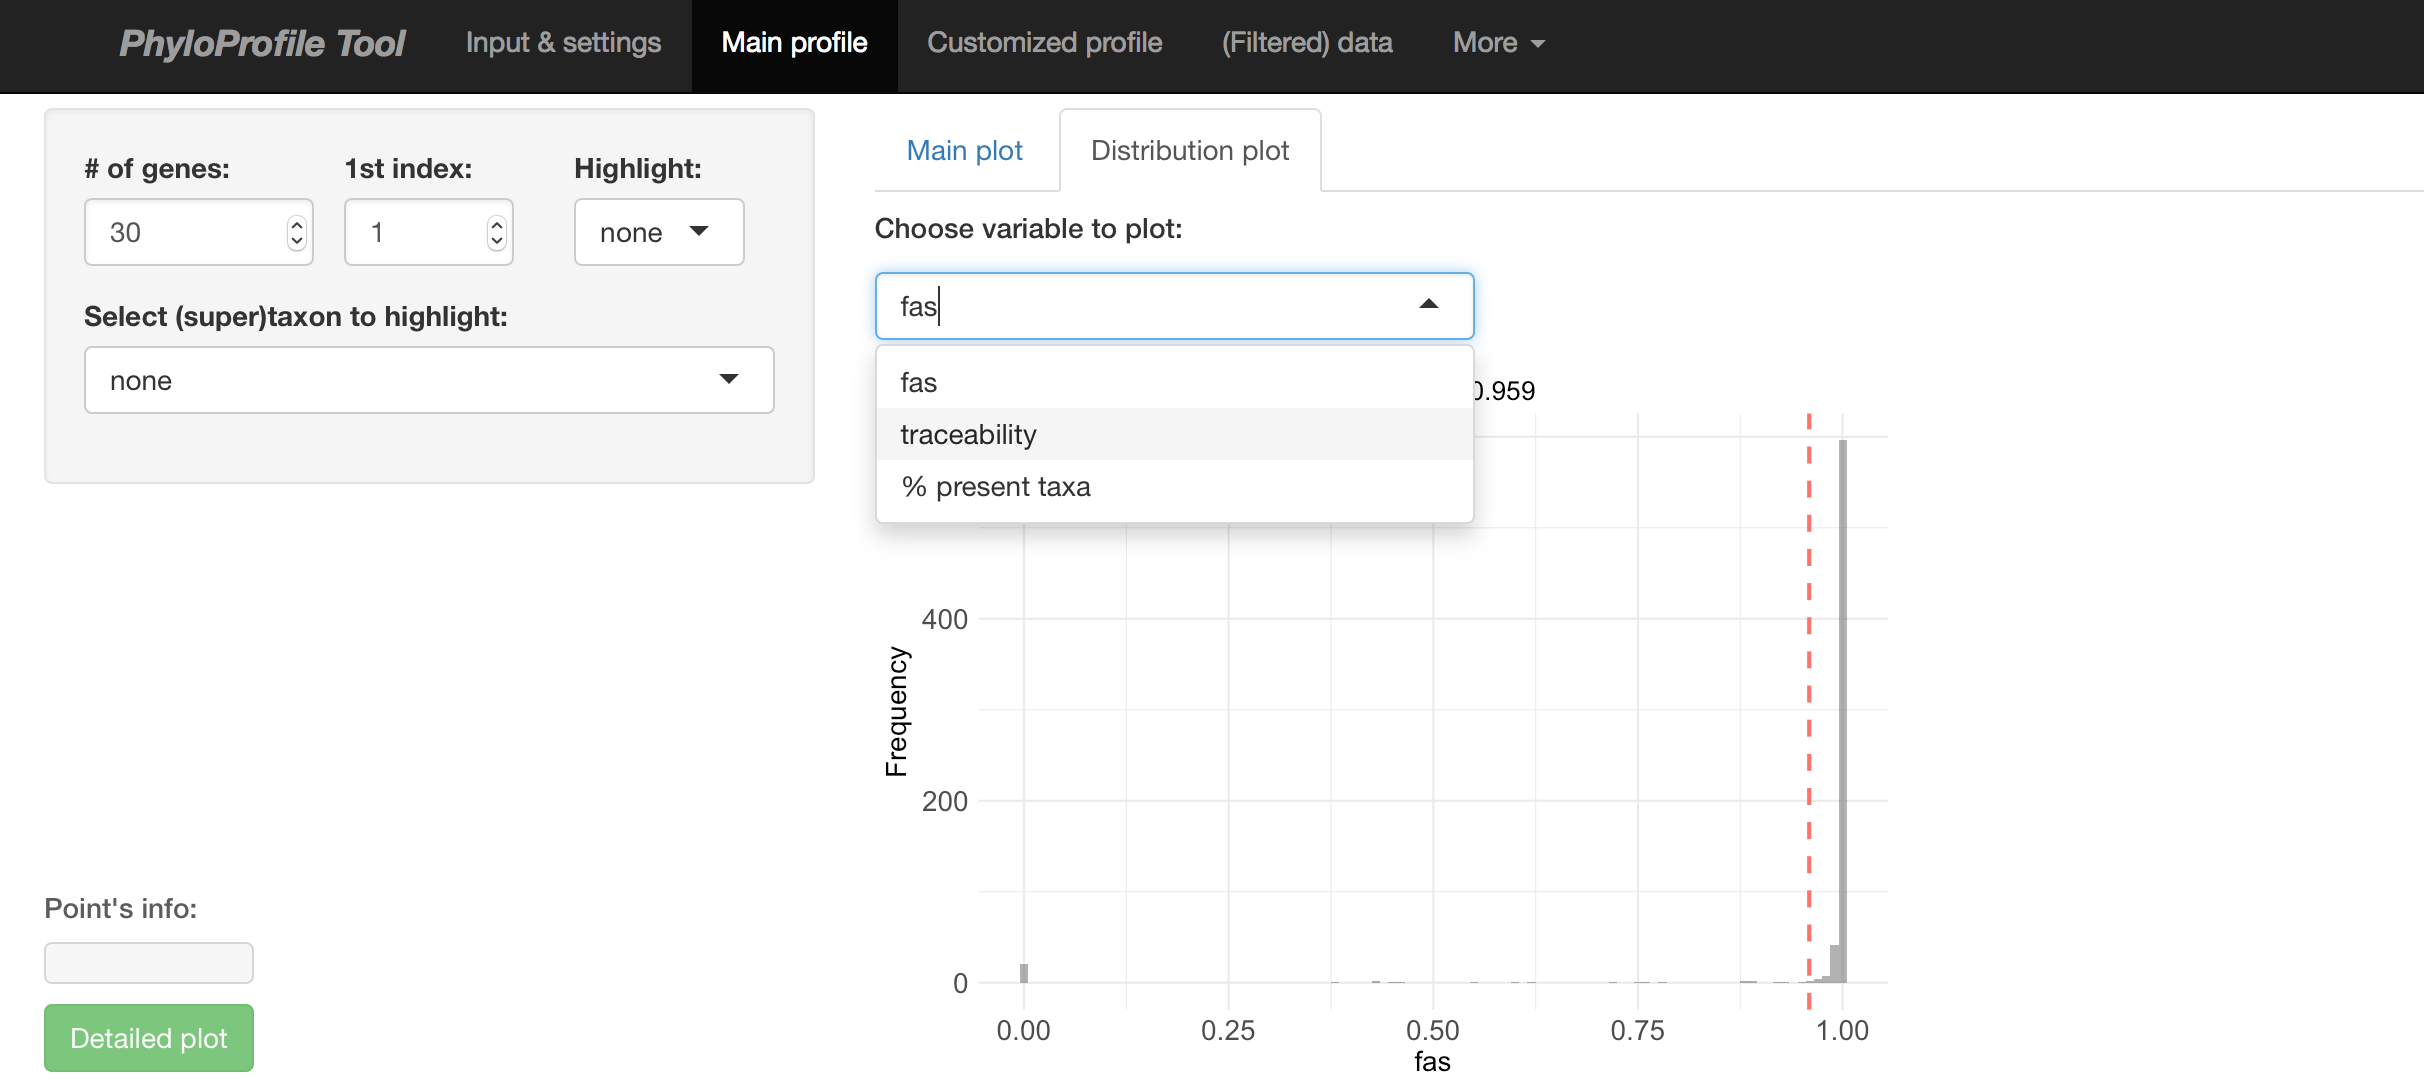 PhyloProfile Tool Input & settings Main profile Customized profile (Filtered) data More
# of genes: 1st index: Highlight:
30 1 none
Select (super)taxon to highlight:
none
Point's info:
Detailed plot
Main plot Distribution plot
Choose variable to plot:
fas
fas
traceability
% present taxa
0.959
Frequency
400
200
0
0.00 0.25 0.50 0.75 1.00
fas